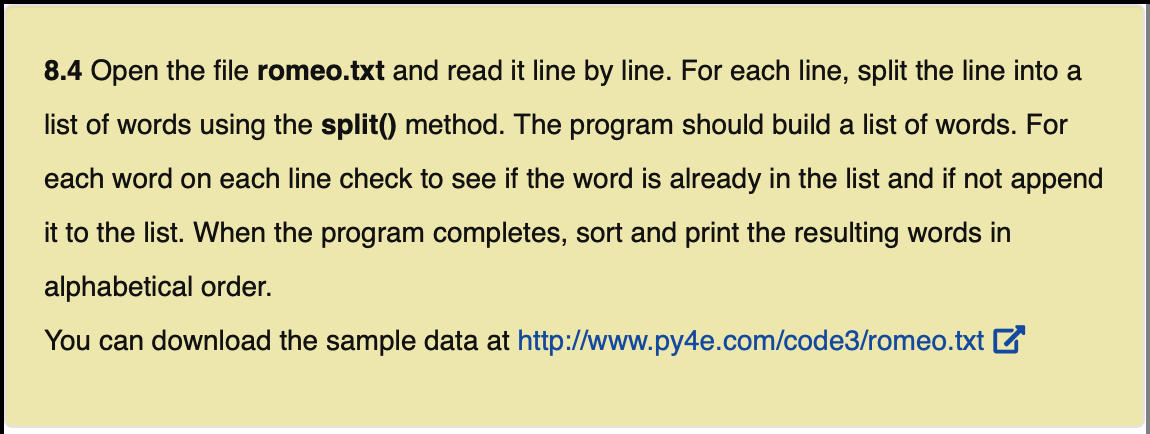 8.4 Open the file romeo.txt and read it line by line. For each line, split the line into a
list of words using the split() method. The program should build a list of words. For
each word on each line check to see if the word is already in the list and if not append
it to the list. When the program completes, sort and print the resulting words in
alphabetical order.
You can download the sample data at http://www.py4e.com/code3/romeo.txt